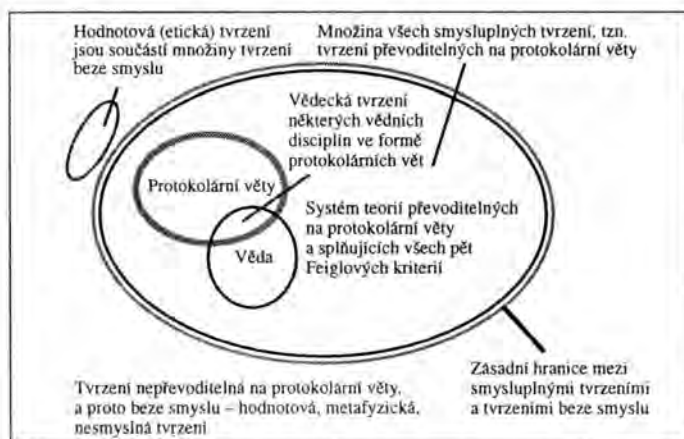 Hodnotová (etická) tvrzení
jsou součástí množiny tvrzení
beze smyslu
Množina všech smysluplných tvrzení, tzn.
tvrzení převoditelných na protokolární věty
Vědecká tvrzení
některých vědních
disciplín ve formě
protokolárních vět
Protokolární věty
Systém teorií převoditelných
na protokolární věty
a splňujících všech pět
Feiglových kriterií
Věda
Zásadní hranice mezi
smysluplnými tvrzeními
a tvrzeními beze smyslu
Tvrzení nepřevoditelná na protokolární věty,
a proto beze smyslu – hodnotová, metafyzická,
nesmyslná tvrzení